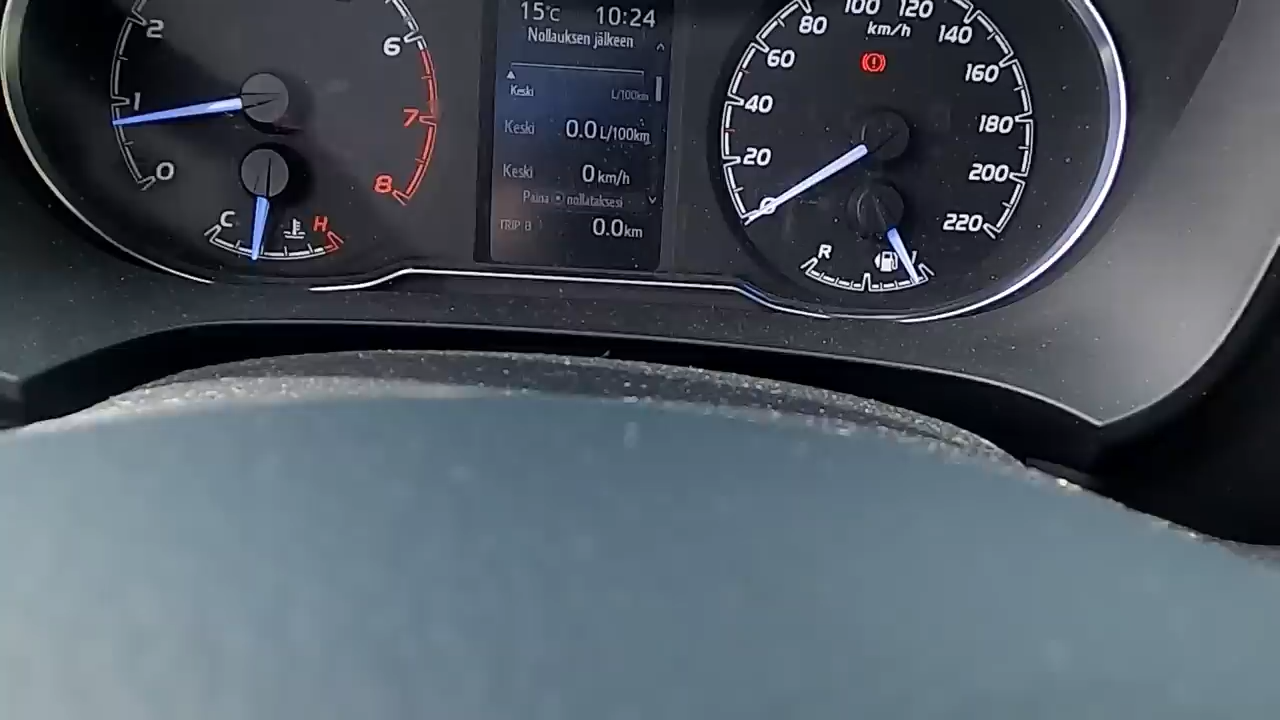 2
1
0
6
7
8
C
H
15°C 10:24
Nollauksen jälkeen
Keski L/100km
Keski 0.0 L/100km
Keski 0 km/h
Paina nollataksesi
TRIP B 0.0 km
0
20
40
60
80
100
120
140
160
180
200
220
km/h
R